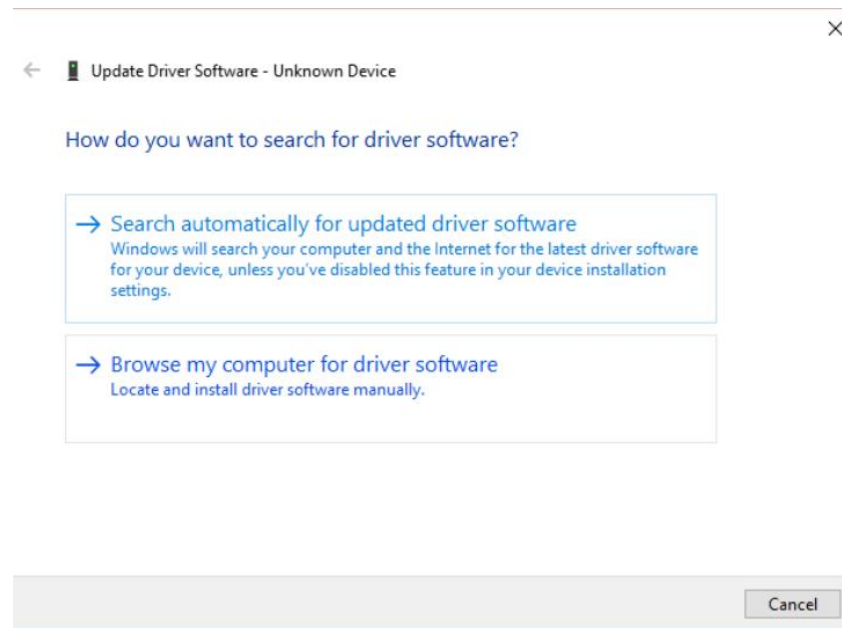 Update Driver Software - Unknown Device
How do you want to search for driver software?
Search automatically for updated driver software
Windows will search your computer and the Internet for the latest driver software
for your device, unless you've disabled this feature in your device installation
settings.
Browse my computer for driver software
Locate and install driver software manually.
Cancel